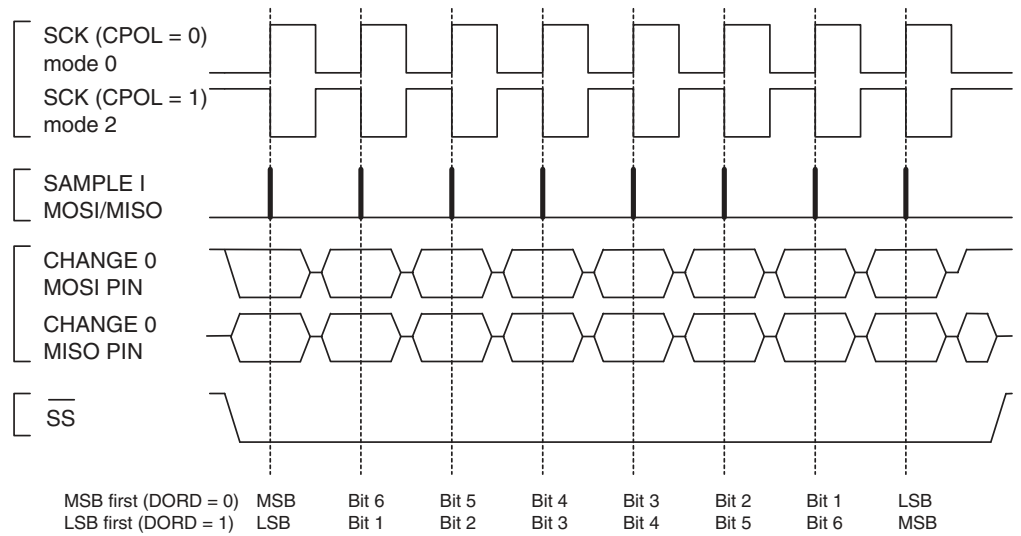 SCK (CPOL = 0)
mode 0
SCK (CPOL = 1)
mode 2
SAMPLE I
MOSI/MISO
CHANGE 0
MOSI PIN
CHANGE 0
MISO PIN
SS
MSB first (DORD = 0) MSB Bit 6 Bit 5 Bit 4 Bit 3 Bit 2 Bit 1 LSB
LSB first (DORD = 1) LSB Bit 1 Bit 2 Bit 3 Bit 4 Bit 5 Bit 6 MSB